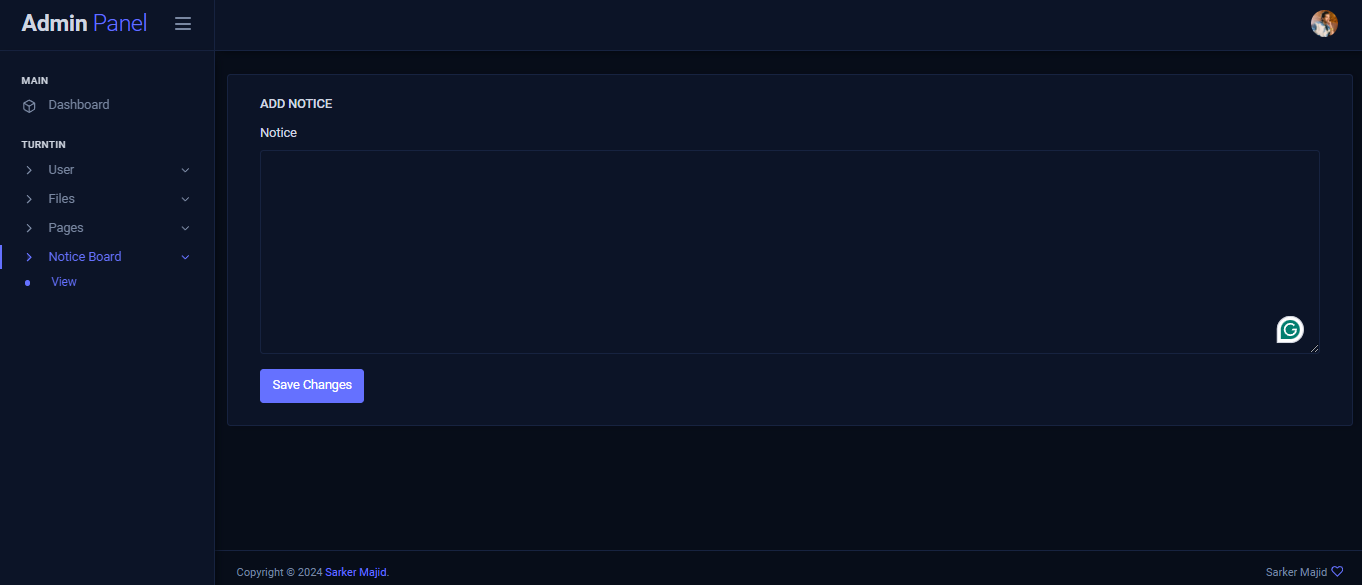 Admin Panel
MAIN
Dashboard
TURNTIN
User
Files
Pages
Notice Board
View
ADD NOTICE
Notice
Save Changes
Copyright © 2024 Sarker Majid.
Sarker Majid